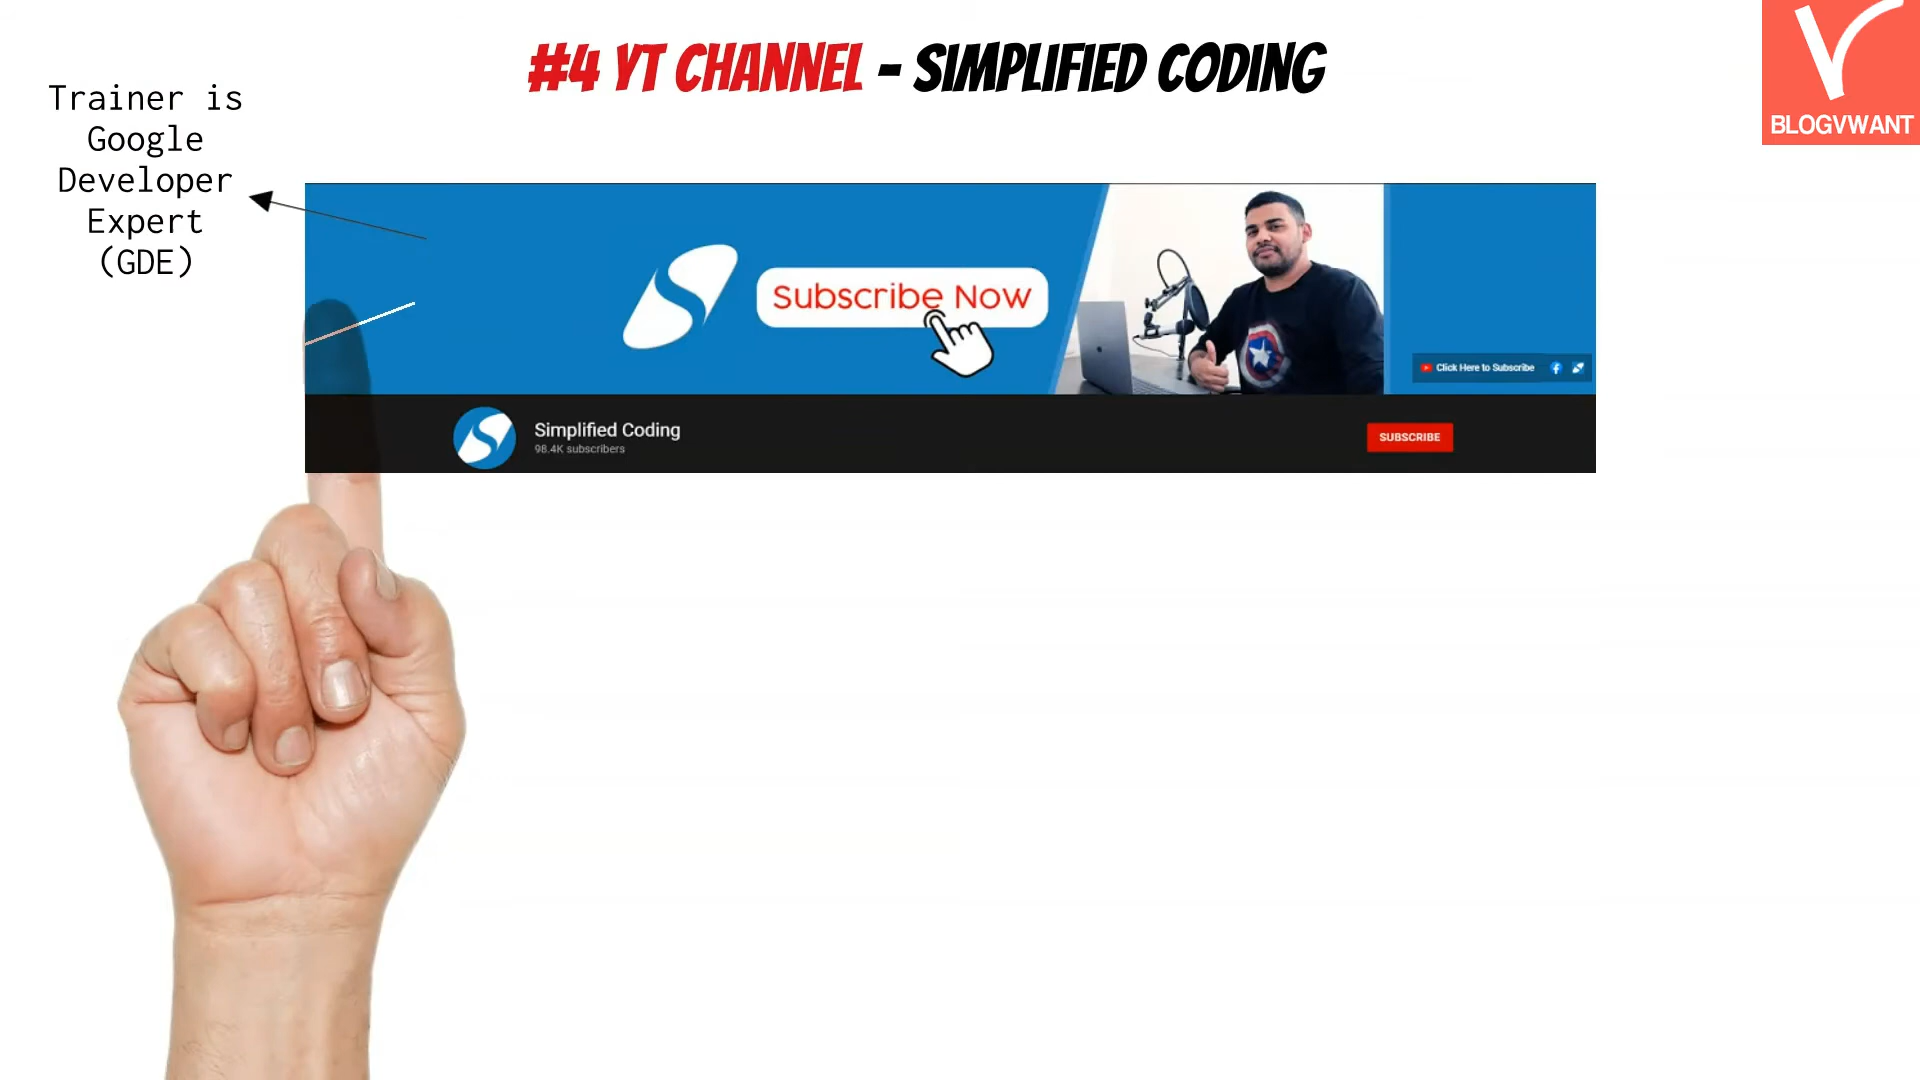 #4 YT CHANNEL - SIMPLIFIED CODING
BLOGVWANT
Trainer is
Google
Developer
Expert
(GDE)
Subscribe Now
Click Here to Subscribe
Simplified Coding
98.4K subscribers
SUBSCRIBE